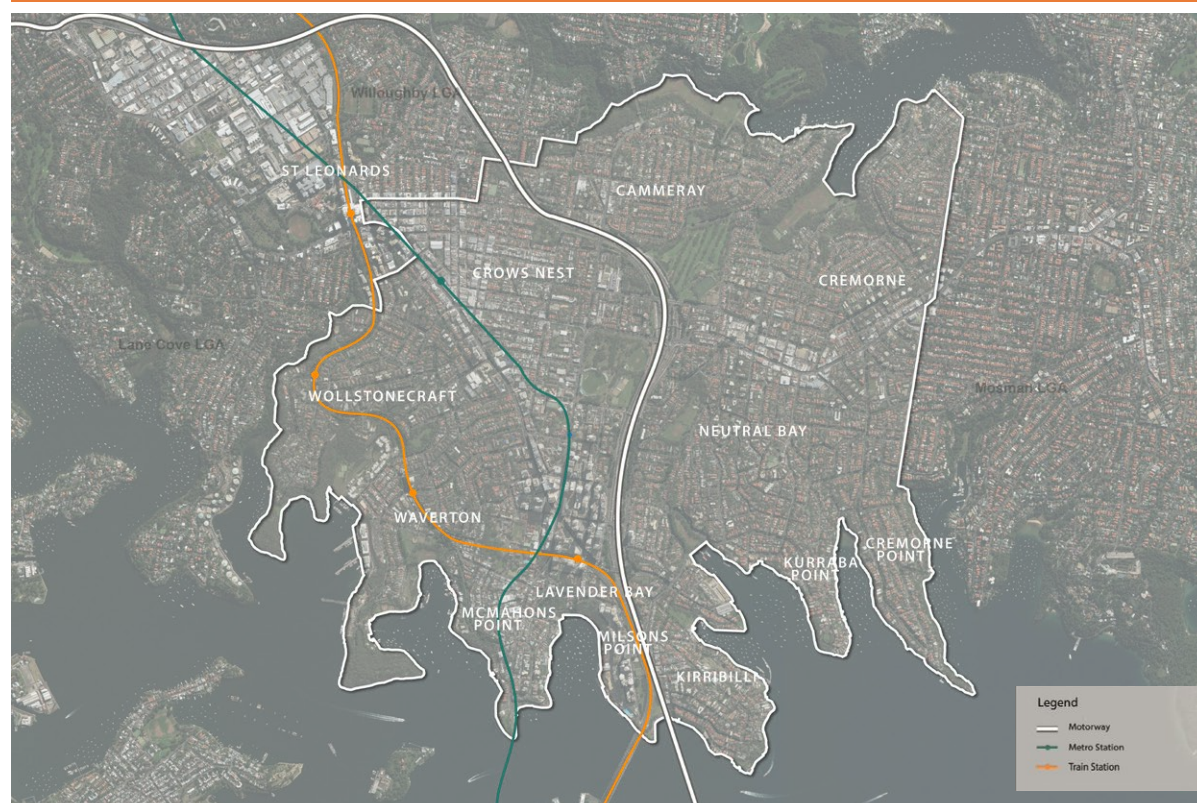 Willoughby LGA
ST LEONARDS
CAMMERAY
CROWS NEST
CREMORNE
Lane Cove LGA
Mosman LGA
WOLLSTONECRAFT
NEUTRAL BAY
WAVERTON
CREMORNE
POINT
KURRABA
POINT
LAVENDER BAY
MCMAHONS
POINT
MILSONS
POINT
KIRRIBILLI
Legend
Motorway
Metro Station
Train Station